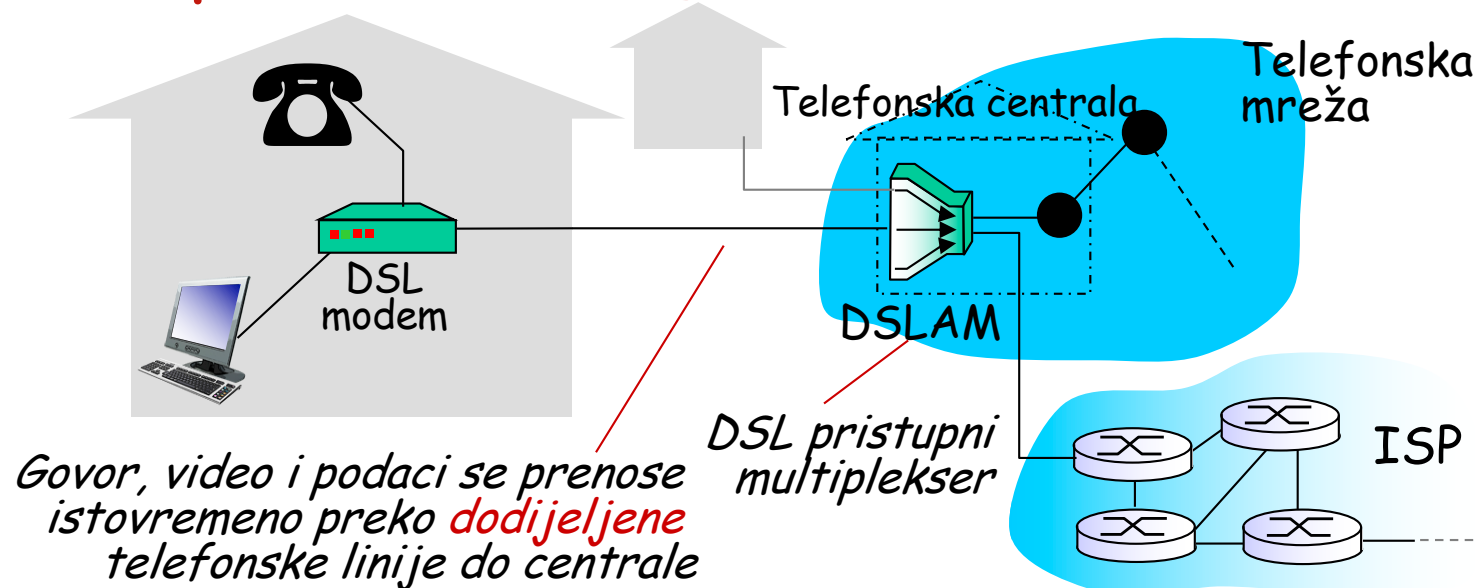 Telefonska
mreža
Telefonska centrala
DSL
modem
DSLAM
DSL pristupni
multiplekser
ISP
Govor, video i podaci se prenose
istovremeno preko dodijeljene
telefonske linije do centrale